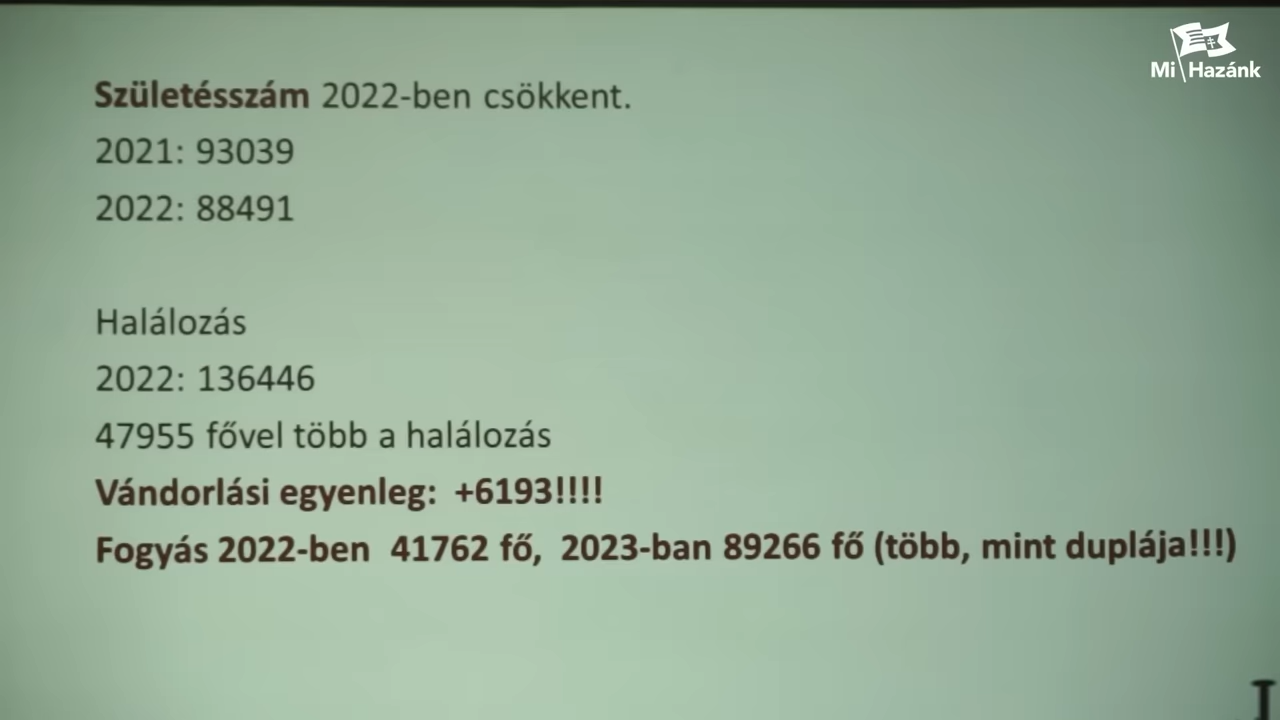 Mi Hazánk
Születésszám 2022-ben csökkent.
2021: 93039
2022: 88491
Halálozás
2022: 136446
47955 fővel több a halálozás
Vándorlási egyenleg: +6193!!!!
Fogyás 2022-ben 41762 fő, 2023-ban 89266 fő (több, mint duplája!!!)